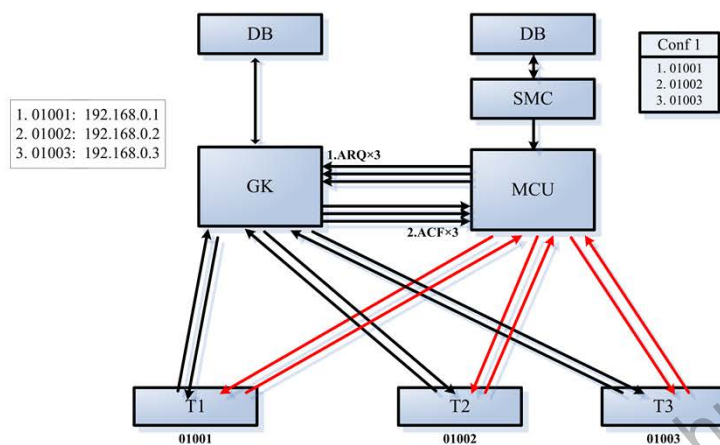 DB
DB
Conf 1
1. 01001
2. 01002
3. 01003
SMC
1. 01001: 192.168.0.1
2. 01002: 192.168.0.2
3. 01003: 192.168.0.3
1.ARQ×3
GK
MCU
2.ACF×3
T1
T2
T3
01001
01002
01003